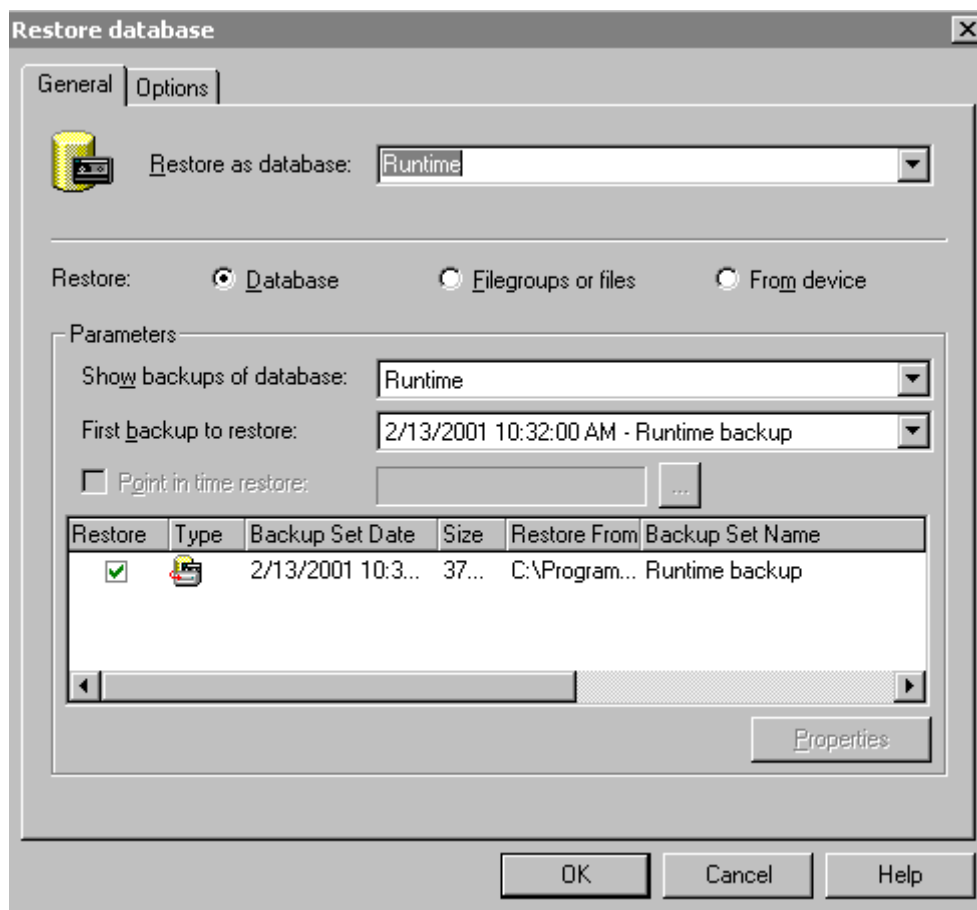 Restore database
General Options
Restore as database: Runtime
Restore: Database Filegroups or files From device
Parameters
Show backups of database: Runtime
First backup to restore: 2/13/2001 10:32:00 AM - Runtime backup
Point in time restore: ...
Restore Type Backup Set Date Size Restore From Backup Set Name
2/13/2001 10:3... 37... C:\Program... Runtime backup
Properties
OK Cancel Help